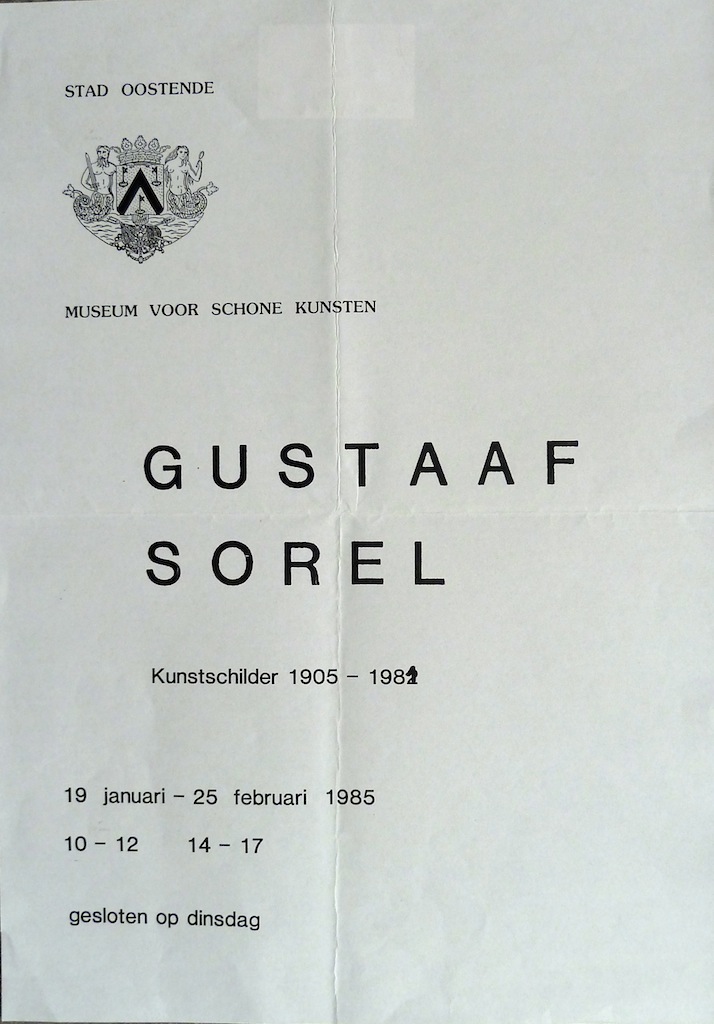 STAD OOSTENDE
MUSEUM VOOR SCHONE KUNSTEN
GUSTAAF
SOREL
Kunstschilder 1905 - 1981
19 januari - 25 februari 1985
10 - 12 14 - 17
gesloten op dinsdag